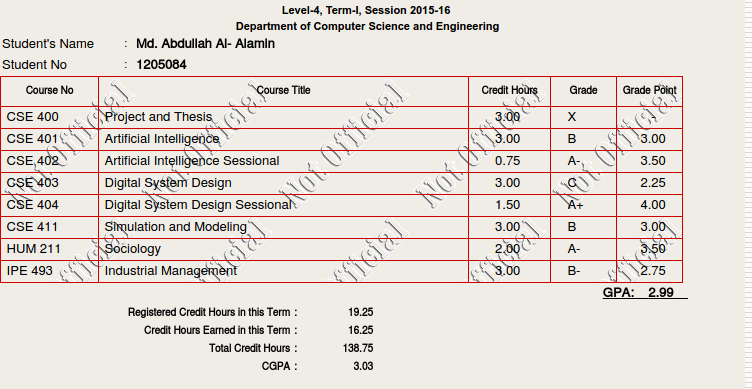 Level-4, Term-I, Session 2015-16
Department of Computer Science and Engineering
Student's Name : Md. Abdullah Al- Alamin
Student No : 1205084
Course No Course Title Credit Hours Grade Grade Point
CSE 400 Project and Thesis 3.00 X -
CSE 401 Artificial Intelligence 3.00 B 3.00
CSE 402 Artificial Intelligence Sessional 0.75 A- 3.50
CSE 403 Digital System Design 3.00 C 2.25
CSE 404 Digital System Design Sessional 1.50 A+ 4.00
CSE 411 Simulation and Modeling 3.00 B 3.00
HUM 211 Sociology 2.00 A- 3.50
IPE 493 Industrial Management 3.00 B- 2.75
GPA: 2.99
Registered Credit Hours in this Term : 19.25
Credit Hours Earned in this Term : 16.25
Total Credit Hours : 138.75
CGPA : 3.03
Not Official
Not Official
Not Official
Not Official
Not Official